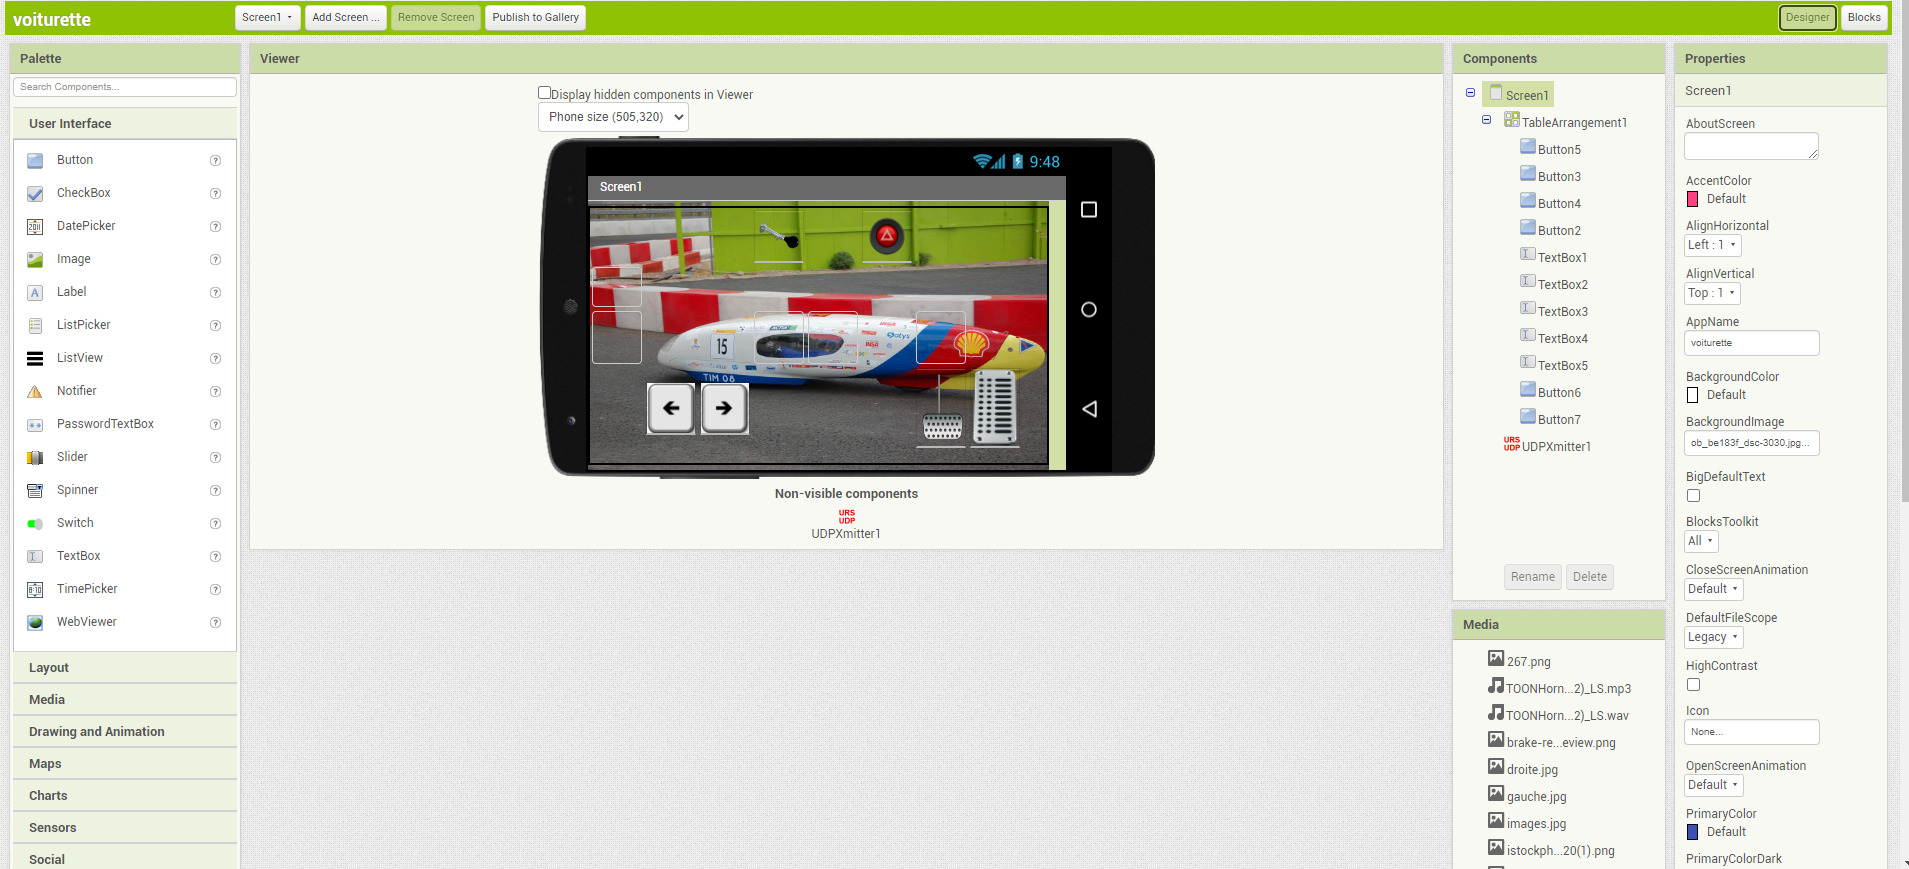 voiturette
Screen1
Add Screen ...
Remove Screen
Publish to Gallery
Designer
Blocks
Palette
Search Components...
User Interface
Button
CheckBox
DatePicker
Image
Label
ListPicker
ListView
Notifier
PasswordTextBox
Slider
Spinner
Switch
TextBox
TimePicker
WebViewer
Layout
Media
Drawing and Animation
Maps
Charts
Sensors
Social
Viewer
Display hidden components in Viewer
Phone size (505,320)
9:48
Screen1
15
TIM 08
Non-visible components
URS
UDP
UDPXmitter1
Components
Screen1
TableArrangement1
Button5
Button3
Button4
Button2
TextBox1
TextBox2
TextBox3
TextBox4
TextBox5
Button6
Button7
URS
UDP
UDPXmitter1
Rename
Delete
Media
267.png
TOONHorn...2)_LS.mp3
TOONHorn...2)_LS.wav
brake-re...eview.png
droite.jpg
gauche.jpg
images.jpg
istockph...20(1).png
Properties
Screen1
AboutScreen
AccentColor
Default
AlignHorizontal
Left : 1
AlignVertical
Top : 1
AppName
voiturette
BackgroundColor
Default
BackgroundImage
ob_be183f_dsc-3030.jpg...
BigDefaultText
BlocksToolkit
All
CloseScreenAnimation
Default
DefaultFileScope
Legacy
HighContrast
Icon
None...
OpenScreenAnimation
Default
PrimaryColor
Default
PrimaryColorDark